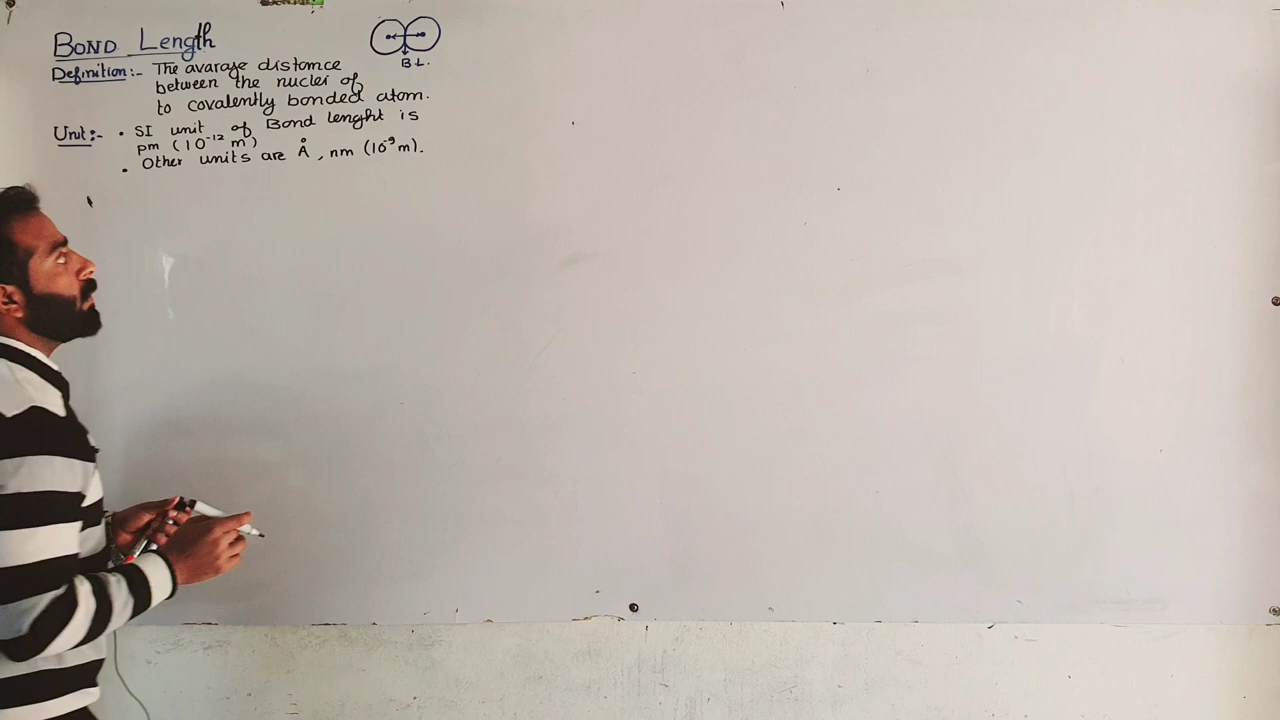 BOND Length
B L.
Definition:- The avarage distance
between the nuclei of
to covalently bonded atom.
Unit:- • SI unit of Bond lenght is
pm (10⁻¹² m)
• Other units are Å, nm (10⁻⁹ m).